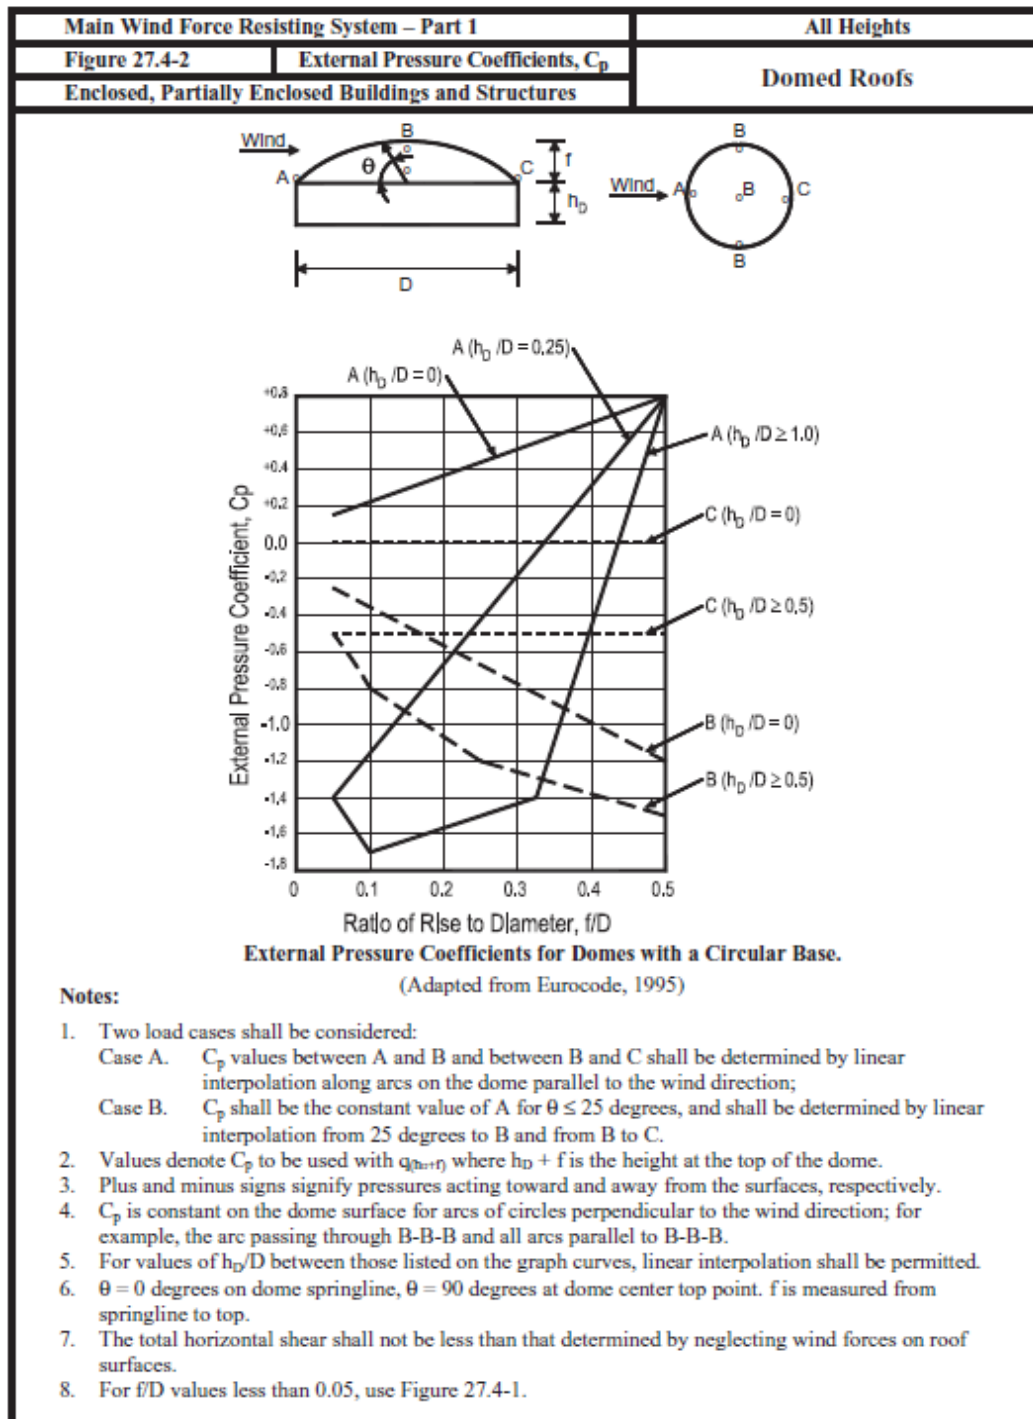 Main Wind Force Resisting System – Part 1
All Heights
Figure 27.4-2
External Pressure Coefficients, Cp
Domed Roofs
Enclosed, Partially Enclosed Buildings and Structures
Wind
B
θ
A
C
f
hD
D
Wind
B
A
B
C
B
A (hD /D = 0.25)
A (hD /D = 0)
A (hD /D ≥ 1.0)
C (hD /D = 0)
C (hD /D ≥ 0.5)
B (hD /D = 0)
B (hD /D ≥ 0.5)
External Pressure Coefficient, Cp
+0.8
+0.6
+0.4
+0.2
0.0
-0.2
-0.4
-0.6
-0.8
-1.0
-1.2
-1.4
-1.6
-1.8
0 0.1 0.2 0.3 0.4 0.5
Ratio of Rise to Diameter, f/D
External Pressure Coefficients for Domes with a Circular Base.
(Adapted from Eurocode, 1995)
Notes:
1. Two load cases shall be considered:
Case A. Cp values between A and B and between B and C shall be determined by linear
interpolation along arcs on the dome parallel to the wind direction;
Case B. Cp shall be the constant value of A for θ ≤ 25 degrees, and shall be determined by linear
interpolation from 25 degrees to B and from B to C.
2. Values denote Cp to be used with q(hD+f) where hD + f is the height at the top of the dome.
3. Plus and minus signs signify pressures acting toward and away from the surfaces, respectively.
4. Cp is constant on the dome surface for arcs of circles perpendicular to the wind direction; for
example, the arc passing through B-B-B and all arcs parallel to B-B-B.
5. For values of hD/D between those listed on the graph curves, linear interpolation shall be permitted.
6. θ = 0 degrees on dome springline, θ = 90 degrees at dome center top point. f is measured from
springline to top.
7. The total horizontal shear shall not be less than that determined by neglecting wind forces on roof
surfaces.
8. For f/D values less than 0.05, use Figure 27.4-1.